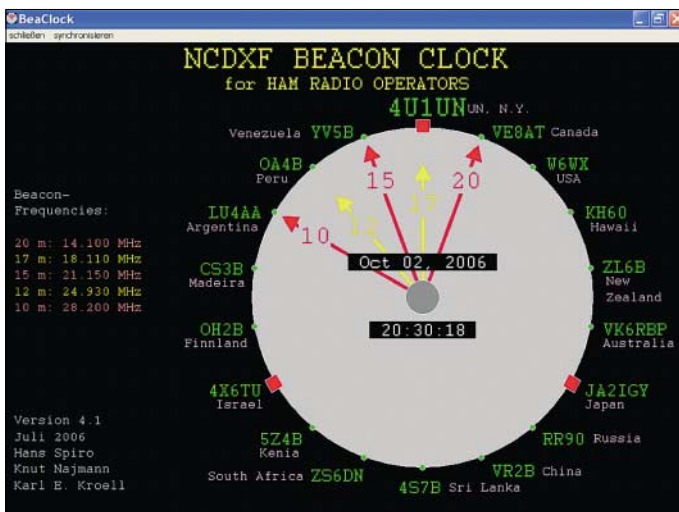 BeaClock
schließen synchronisieren
NCDXF BEACON CLOCK
for HAM RADIO OPERATORS
4U1UN UN, N.Y.
Venezuela YV5B
VE8AT Canada
OA4B
Peru
W6WX
USA
15
20
Beacon-
Frequencies:
LU4AA
Argentina
12
17
KH60
Hawaii
10
20 m: 14.100 MHz
17 m: 18.110 MHz
15 m: 21.150 MHz
12 m: 24.930 MHz
10 m: 28.200 MHz
CS3B
Madeira
Oct 02, 2006
ZL6B
New
Zealand
OH2B
Finnland
20:30:18
VK6RBP
Australia
4X6TU
Israel
JA2IGY
Japan
Version 4.1
Juli 2006
Hans Spiro
Knut Najmann
Karl E. Kroell
5Z4B
Kenia
RR90 Russia
South Africa ZS6DN
VR2B China
4S7B Sri Lanka